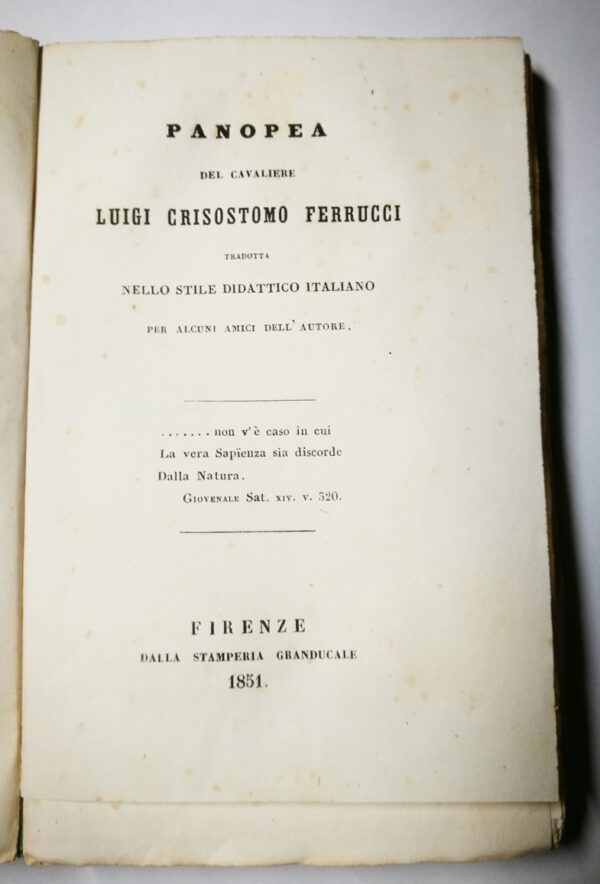 PANOPEA
DEL CAVALIERE
LUIGI CRISOSTOMO FERRUCCI
TRADOTTA
NELLO STILE DIDATTICO ITALIANO
PER ALCUNI AMICI DELL' AUTORE.
.......non v'è caso in cui
La vera Sapïenza sia discorde
Dalla Natura.
GIOVENALE Sat. XIV. v. 320.
FIRENZE
DALLA STAMPERIA GRANDUCALE
1851.